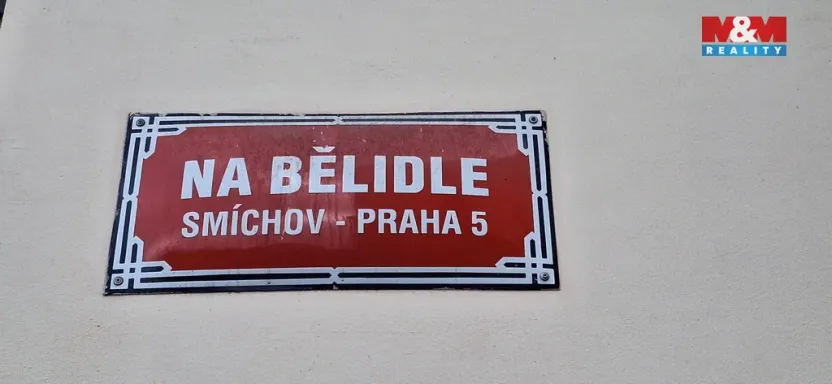 M&M
REALITY
NA BĚLIDLE
SMÍCHOV - PRAHA 5